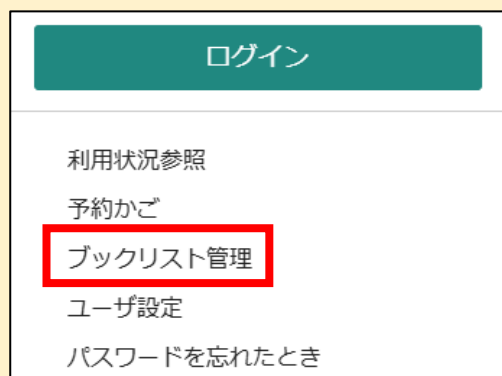 ログイン
利用状況参照
予約かご
ブックリスト管理
ユーザ設定
パスワードを忘れたとき